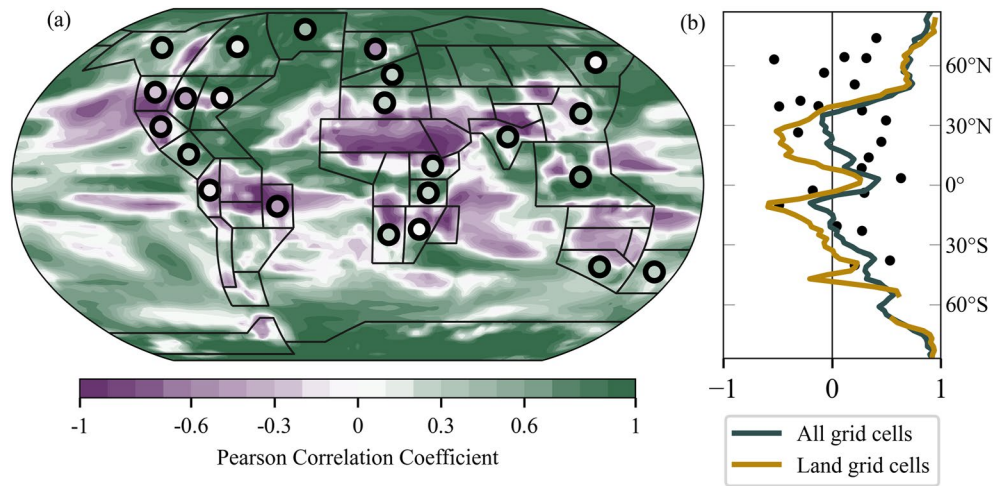 (a)
(b)
60°N
30°N
0°
30°S
60°S
-1
-0.6
-0.3
0
0.3
0.6
1
Pearson Correlation Coefficient
−1
0
1
All grid cells
Land grid cells